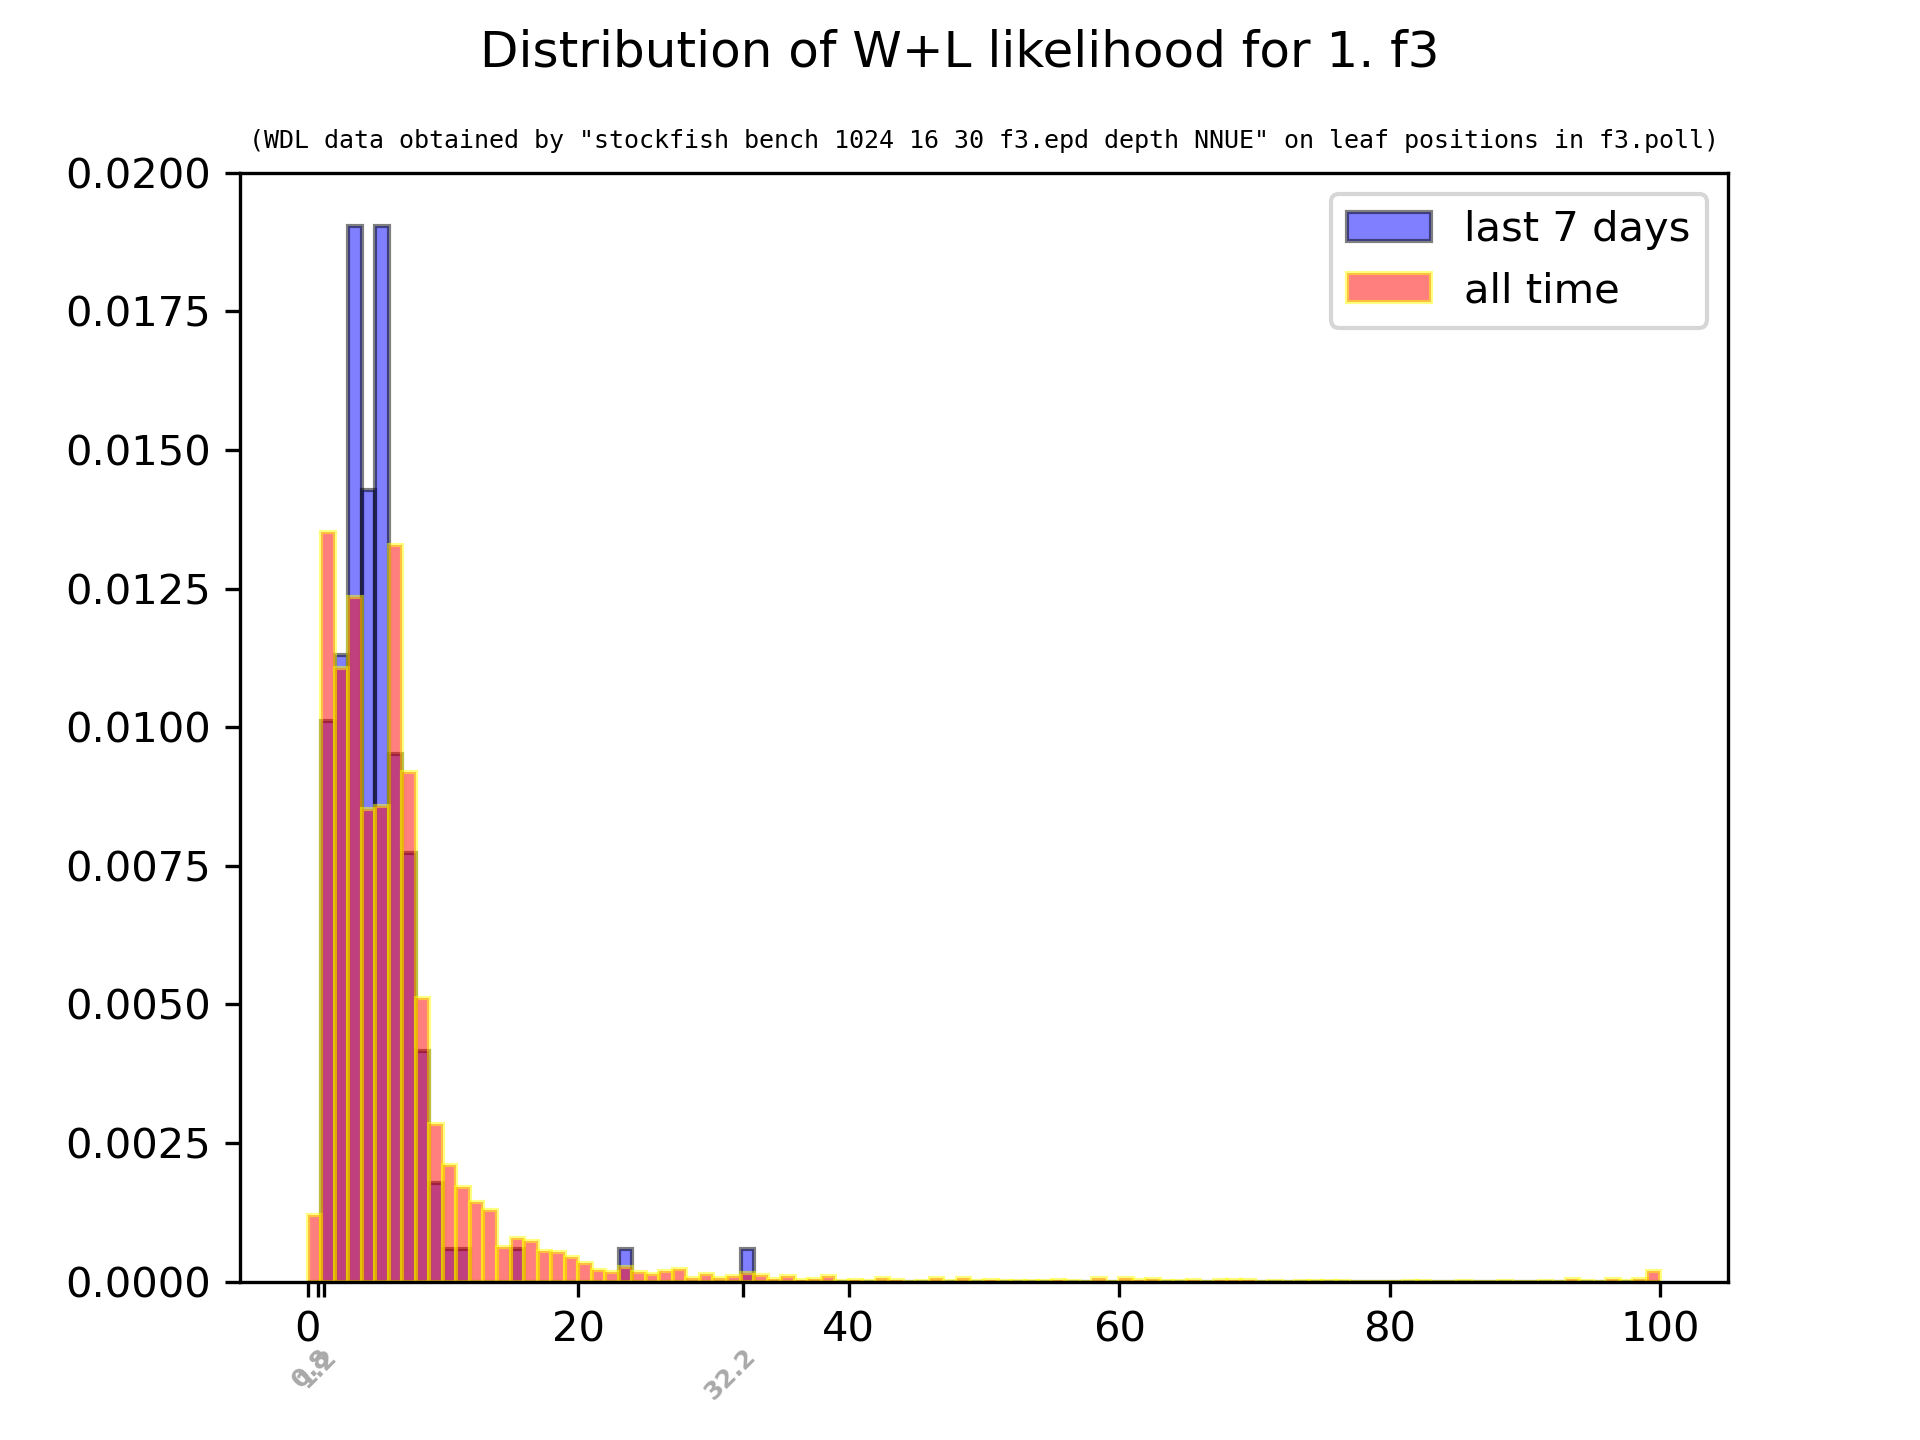 Distribution of W+L likelihood for 1. f3
(WDL data obtained by "stockfish bench 1024 16 30 f3.epd depth NNUE" on leaf positions in f3.poll)
last 7 days
all time
0.0200
0.0175
0.0150
0.0125
0.0100
0.0075
0.0050
0.0025
0.0000
0 20 40 60 80 100
32.2